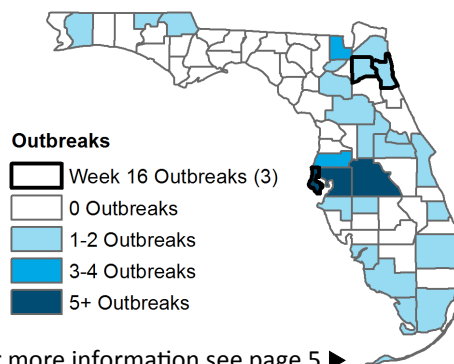 Outbreaks
Week 16 Outbreaks (3)
0 Outbreaks
1-2 Outbreaks
3-4 Outbreaks
5+ Outbreaks
more information see page 5 ▶